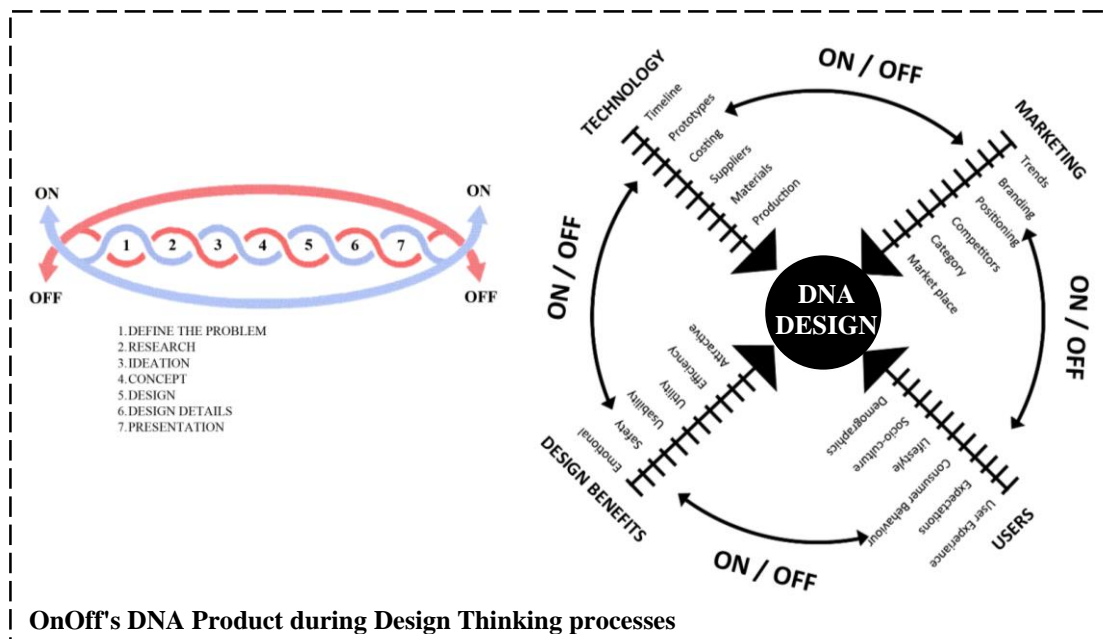 ON
ON
1 2 3 4 5 6 7
OFF
OFF
1.DEFINE THE PROBLEM
2.RESEARCH
3.IDEATION
4.CONCEPT
5.DESIGN
6.DESIGN DETAILS
7.PRESENTATION
ON / OFF
TECHNOLOGY
Timeline
Prototypes
Costing
Suppliers
Materials
Production
MARKETING
Trends
Branding
Positioning
Competitors
Category
Market place
ON / OFF
ON / OFF
DNA
DESIGN
Attractive
Efficiency
Utility
Usability
Safety
Emotional
DESIGN BENEFITS
Demographics
Socio-culture
Lifestyle
Consumer Behaviour
Expectations
User Experiance
USERS
ON / OFF
OnOff's DNA Product during Design Thinking processes